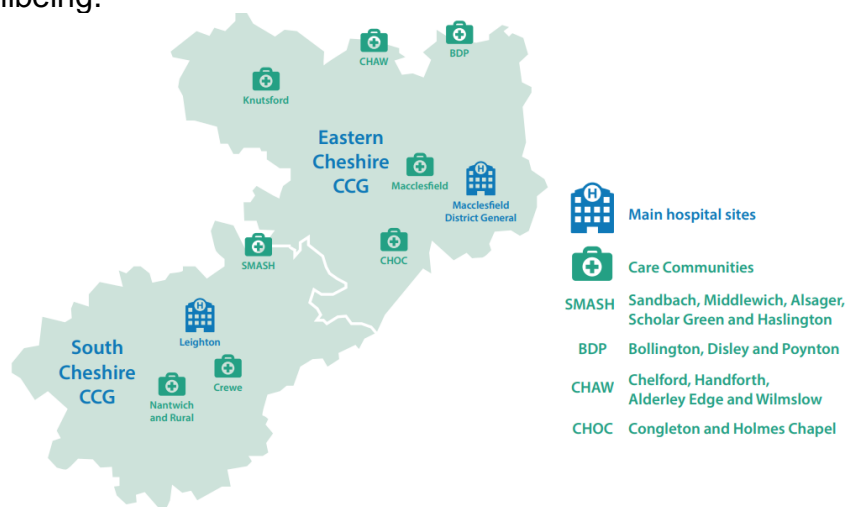 llbeing.
CHAW
BDP
Knutsford
Eastern
Cheshire
CCG
H
Macclesfield
Macclesfield
District General
SMASH
CHOC
H
Leighton
South
Cheshire
CCG
Crewe
Nantwich
and Rural
H
Main hospital sites
Care Communities
SMASH Sandbach, Middlewich, Alsager,
Scholar Green and Haslington
BDP Bollington, Disley and Poynton
CHAW Chelford, Handforth,
Alderley Edge and Wilmslow
CHOC Congleton and Holmes Chapel